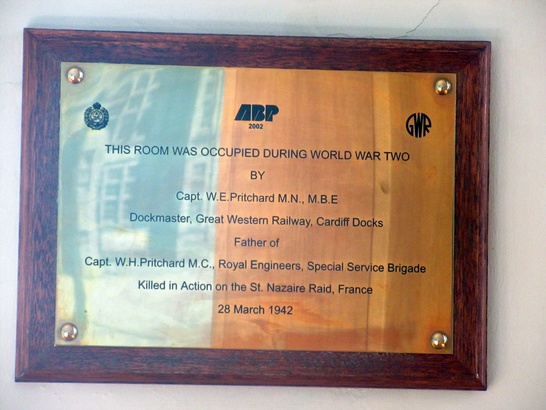 ABP
2002
GWR
THIS ROOM WAS OCCUPIED DURING WORLD WAR TWO
BY
Capt. W.E.Pritchard M.N., M.B.E
Dockmaster, Great Western Railway, Cardiff Docks
Father of
Capt. W.H.Pritchard M.C., Royal Engineers, Special Service Brigade
Killed in Action on the St. Nazaire Raid, France
28 March 1942